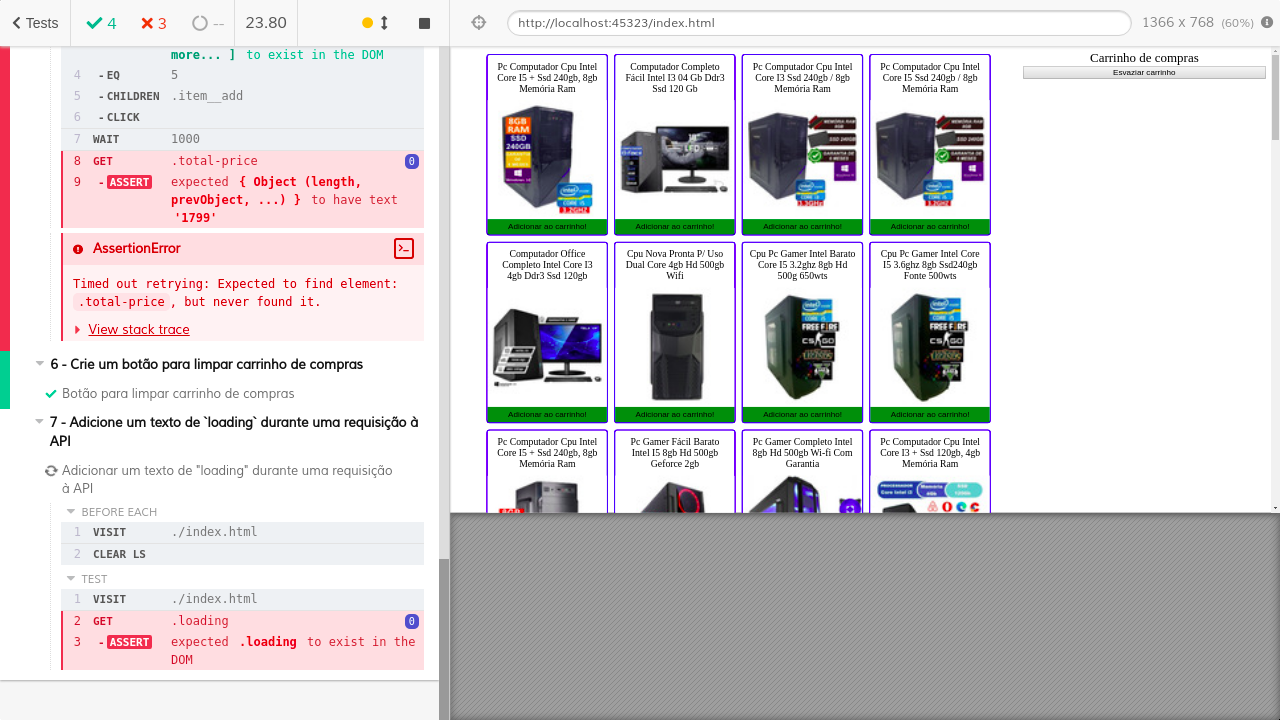 Tests
4
3
--
23.80
http://localhost:45323/index.html
1366 x 768 (60%)
more... ] to exist in the DOM
4 - EQ 5
5 - CHILDREN .item__add
6 - CLICK
7 WAIT 1000
8 GET .total-price 0
9 - ASSERT expected { Object (length,
prevObject, ...) } to have text
'1799'
AssertionError
Timed out retrying: Expected to find element:
.total-price, but never found it.
View stack trace
6 - Crie um botão para limpar carrinho de compras
Botão para limpar carrinho de compras
7 - Adicione um texto de `loading` durante uma requisição à
API
Adicionar um texto de "loading" durante uma requisição
à API
BEFORE EACH
1 VISIT ./index.html
2 CLEAR LS
TEST
1 VISIT ./index.html
2 GET .loading 0
3 - ASSERT expected .loading to exist in the
DOM
Pc Computador Cpu Intel
Core I5 + Ssd 240gb, 8gb
Memória Ram
Adicionar ao carrinho!
Computador Completo
Fácil Intel I3 04 Gb Ddr3
Ssd 120 Gb
Adicionar ao carrinho!
Pc Computador Cpu Intel
Core I3 Ssd 240gb / 8gb
Memória Ram
Adicionar ao carrinho!
Pc Computador Cpu Intel
Core I5 Ssd 240gb / 8gb
Memória Ram
Adicionar ao carrinho!
Carrinho de compras
Esvaziar carrinho
8GB
RAM
SSD
240GB
3.2GHz
Computador Office
Completo Intel Core I3
4gb Ddr3 Ssd 120gb
Adicionar ao carrinho!
Cpu Nova Pronta P/ Uso
Dual Core 4gb Hd 500gb
Wifi
Adicionar ao carrinho!
Cpu Pc Gamer Intel Barato
Core I5 3.2ghz 8gb Hd
500g 650wts
FREE FIRE
CS:GO
Adicionar ao carrinho!
Cpu Pc Gamer Intel Core
I5 3.6ghz 8gb Ssd240gb
Fonte 500wts
FREE FIRE
CS:GO
Adicionar ao carrinho!
Pc Computador Cpu Intel
Core I5 + Ssd 240gb, 8gb
Memória Ram
Pc Gamer Fácil Barato
Intel I5 8gb Hd 500gb
Geforce 2gb
Pc Gamer Completo Intel
8gb Hd 500gb Wi-fi Com
Garantia
Pc Computador Cpu Intel
Core I3 + Ssd 120gb, 4gb
Memória Ram